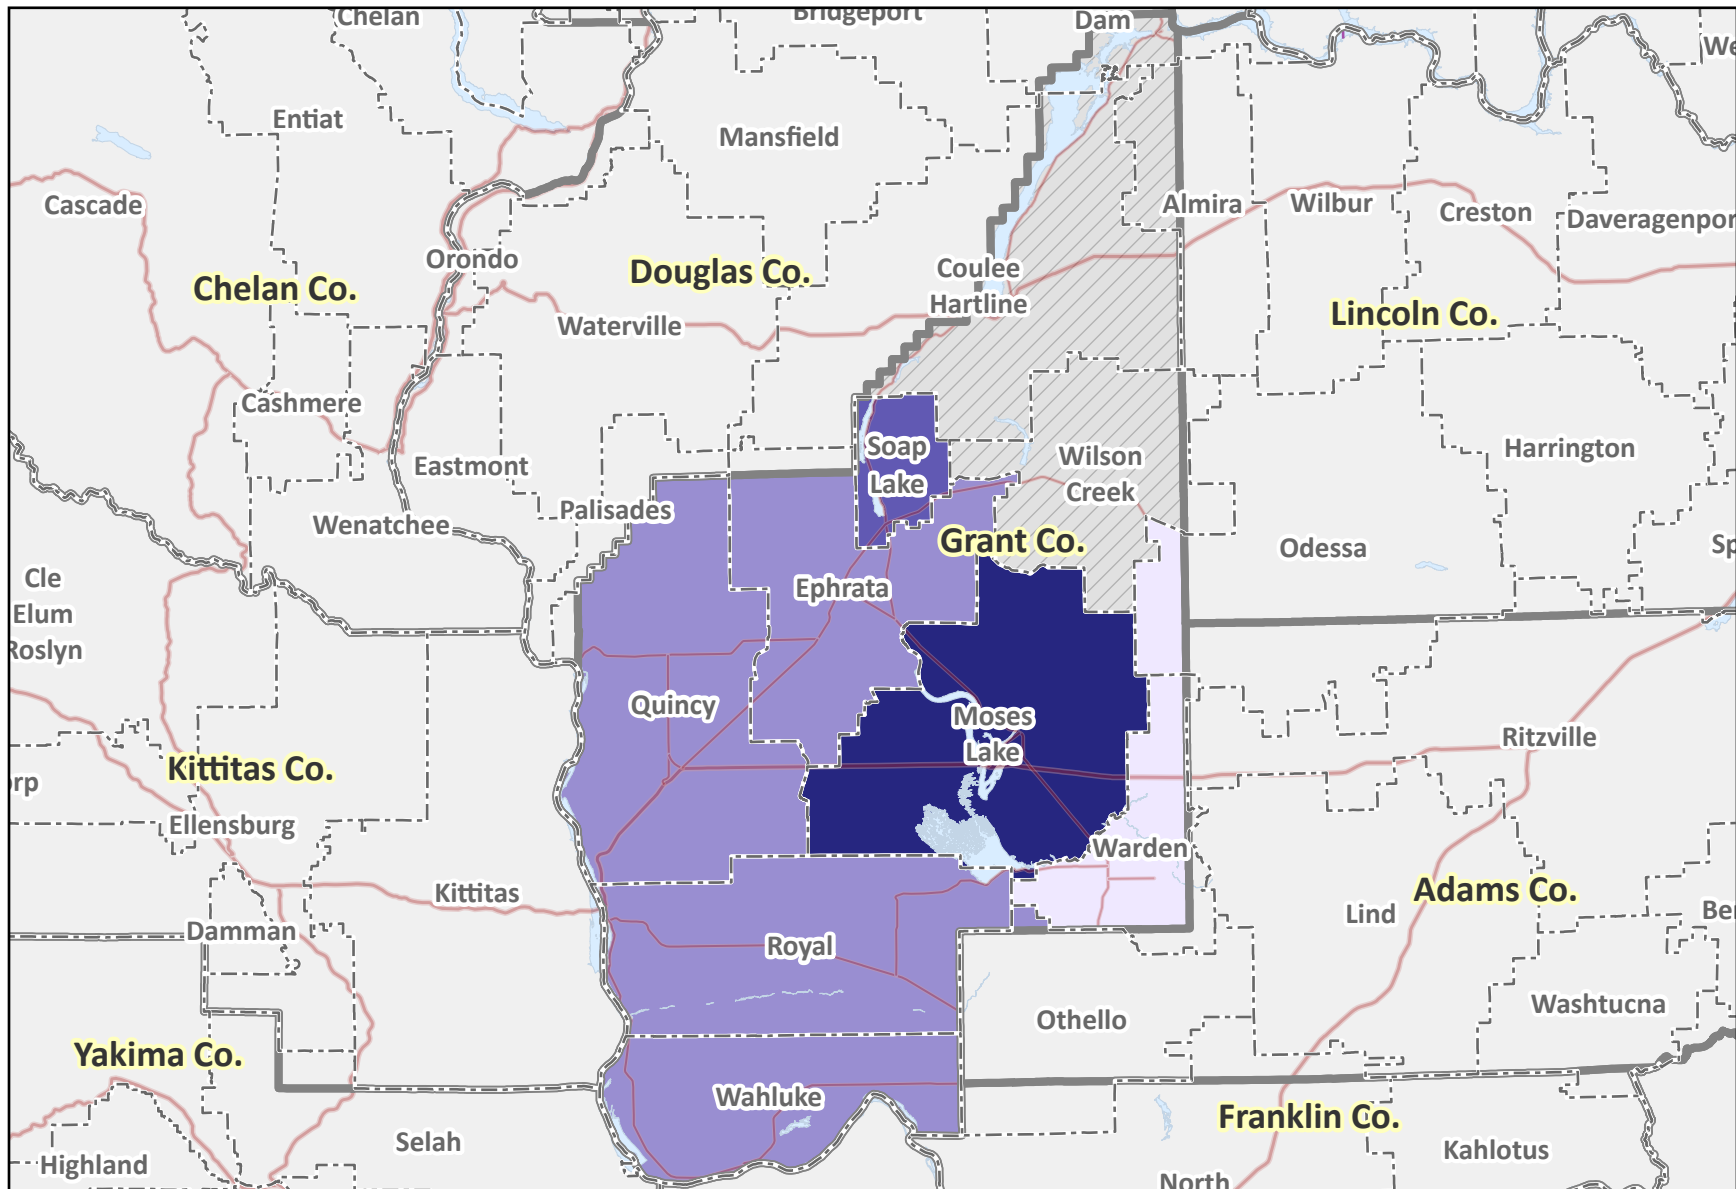 Chelan
Bridgeport
Dam
Entiat
Mansfield
Cascade
Almira
Wilbur
Creston
Daveragenpor
Orondo
Chelan Co.
Douglas Co.
Coulee
Hartline
Waterville
Lincoln Co.
Cashmere
Soap
Lake
Eastmont
Wilson
Creek
Harrington
Palisades
Wenatchee
Grant Co.
Odessa
Sp
Cle
Elum
Roslyn
Ephrata
Quincy
Moses
Lake
Ritzville
Kittitas Co.
orp
Ellensburg
Warden
Kittitas
Adams Co.
Lind
Be
Damman
Royal
Othello
Washtucna
Yakima Co.
Wahluke
Franklin Co.
Selah
Highland
Kahlotus
North
We